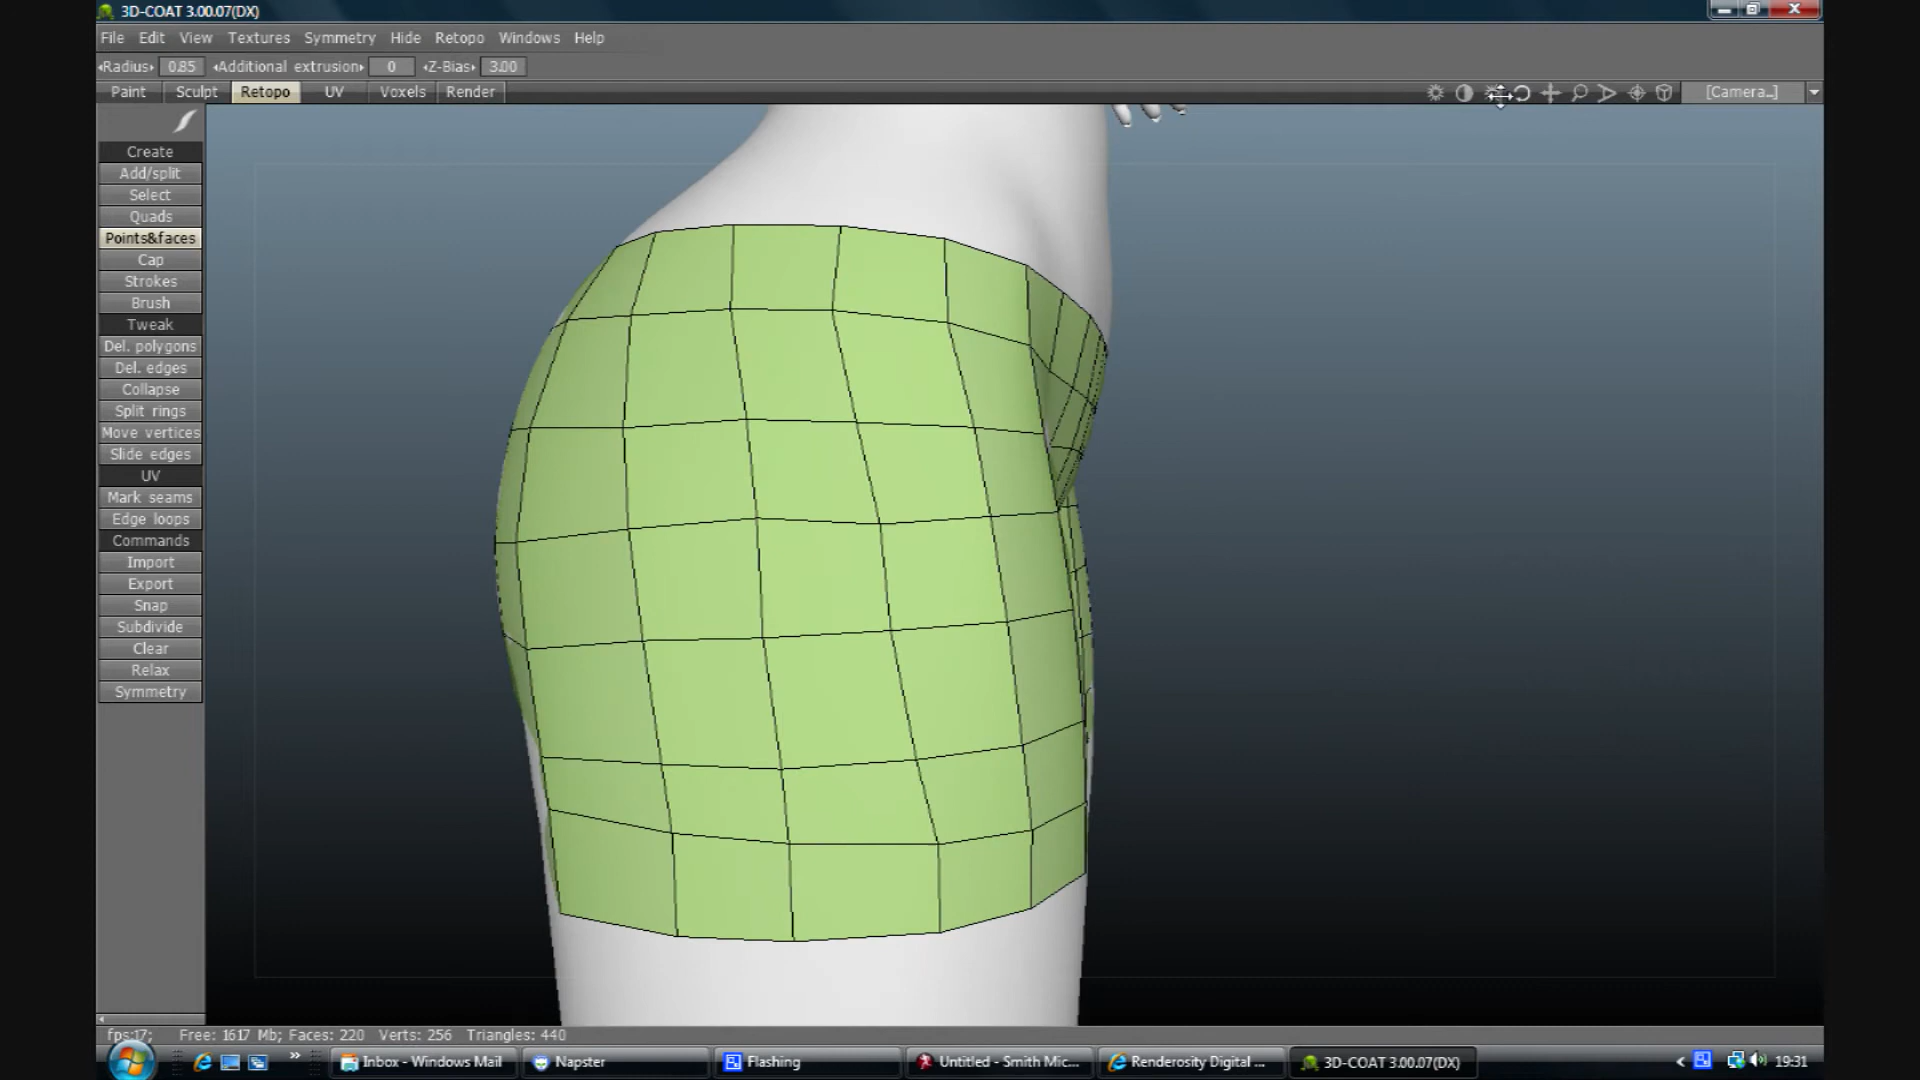 3D-COAT 3.00.07(DX)
File Edit View Textures Symmetry Hide Retopo Windows Help
Radius 0.85 Additional extrusion 0 Z-Bias 3.00
Paint Sculpt Retopo UV Voxels Render [Camera..]
Create
Add/split
Select
Quads
Points&faces
Cap
Strokes
Brush
Tweak
Del. polygons
Del. edges
Collapse
Split rings
Move vertices
Slide edges
UV
Mark seams
Edge loops
Commands
Import
Export
Snap
Subdivide
Clear
Relax
Symmetry
fps:17; Free: 1617 Mb; Faces: 220 Verts: 256 Triangles: 440
Inbox - Windows Mail Napster Flashing Untitled - Smith Mic... Renderosity Digital ... 3D-COAT 3.00.07(DX) 19:31